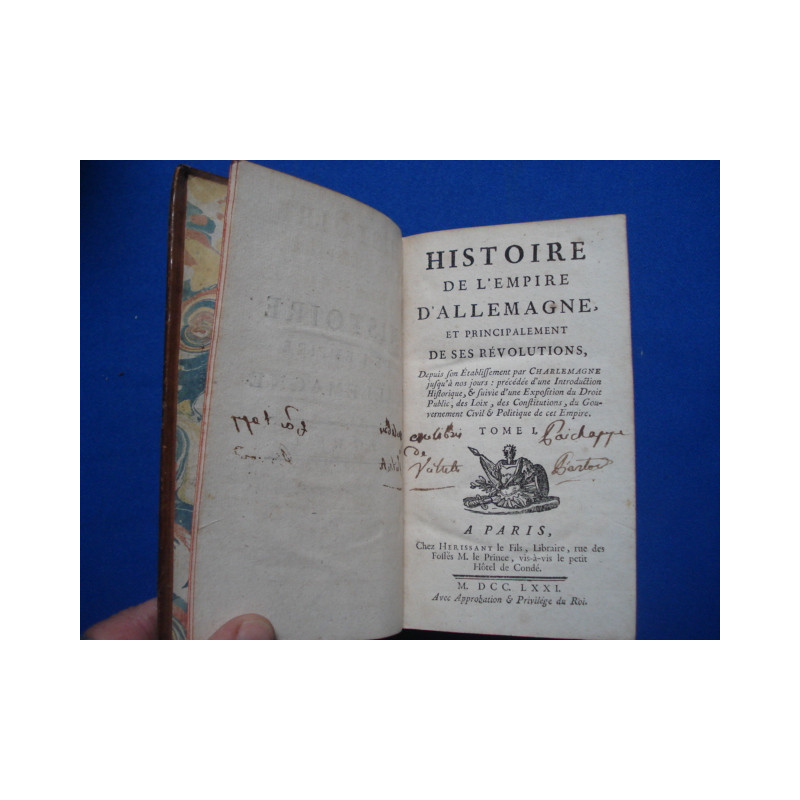 HISTOIRE
DE L'EMPIRE
D'ALLEMAGNE,
ET PRINCIPALEMENT
DE SES RÉVOLUTIONS,
Depuis ſon Établiſſement par CHARLEMAGNE
juſqu'à nos jours : précédée d'une Introduction
Hiſtorique, & ſuivie d'une Expoſition du Droit
Public, des Loix, des Conſtitutions, du Gou-
vernement Civil & Politique de cet Empire.
TOME I.
de
A PARIS,
Chez HERISSANT le Fils, Libraire, rue des
Foſſés M. le Prince, vis-à-vis le petit
Hôtel de Condé.
M. DCC. LXXI.
Avec Approbation & Privilége du Roi.